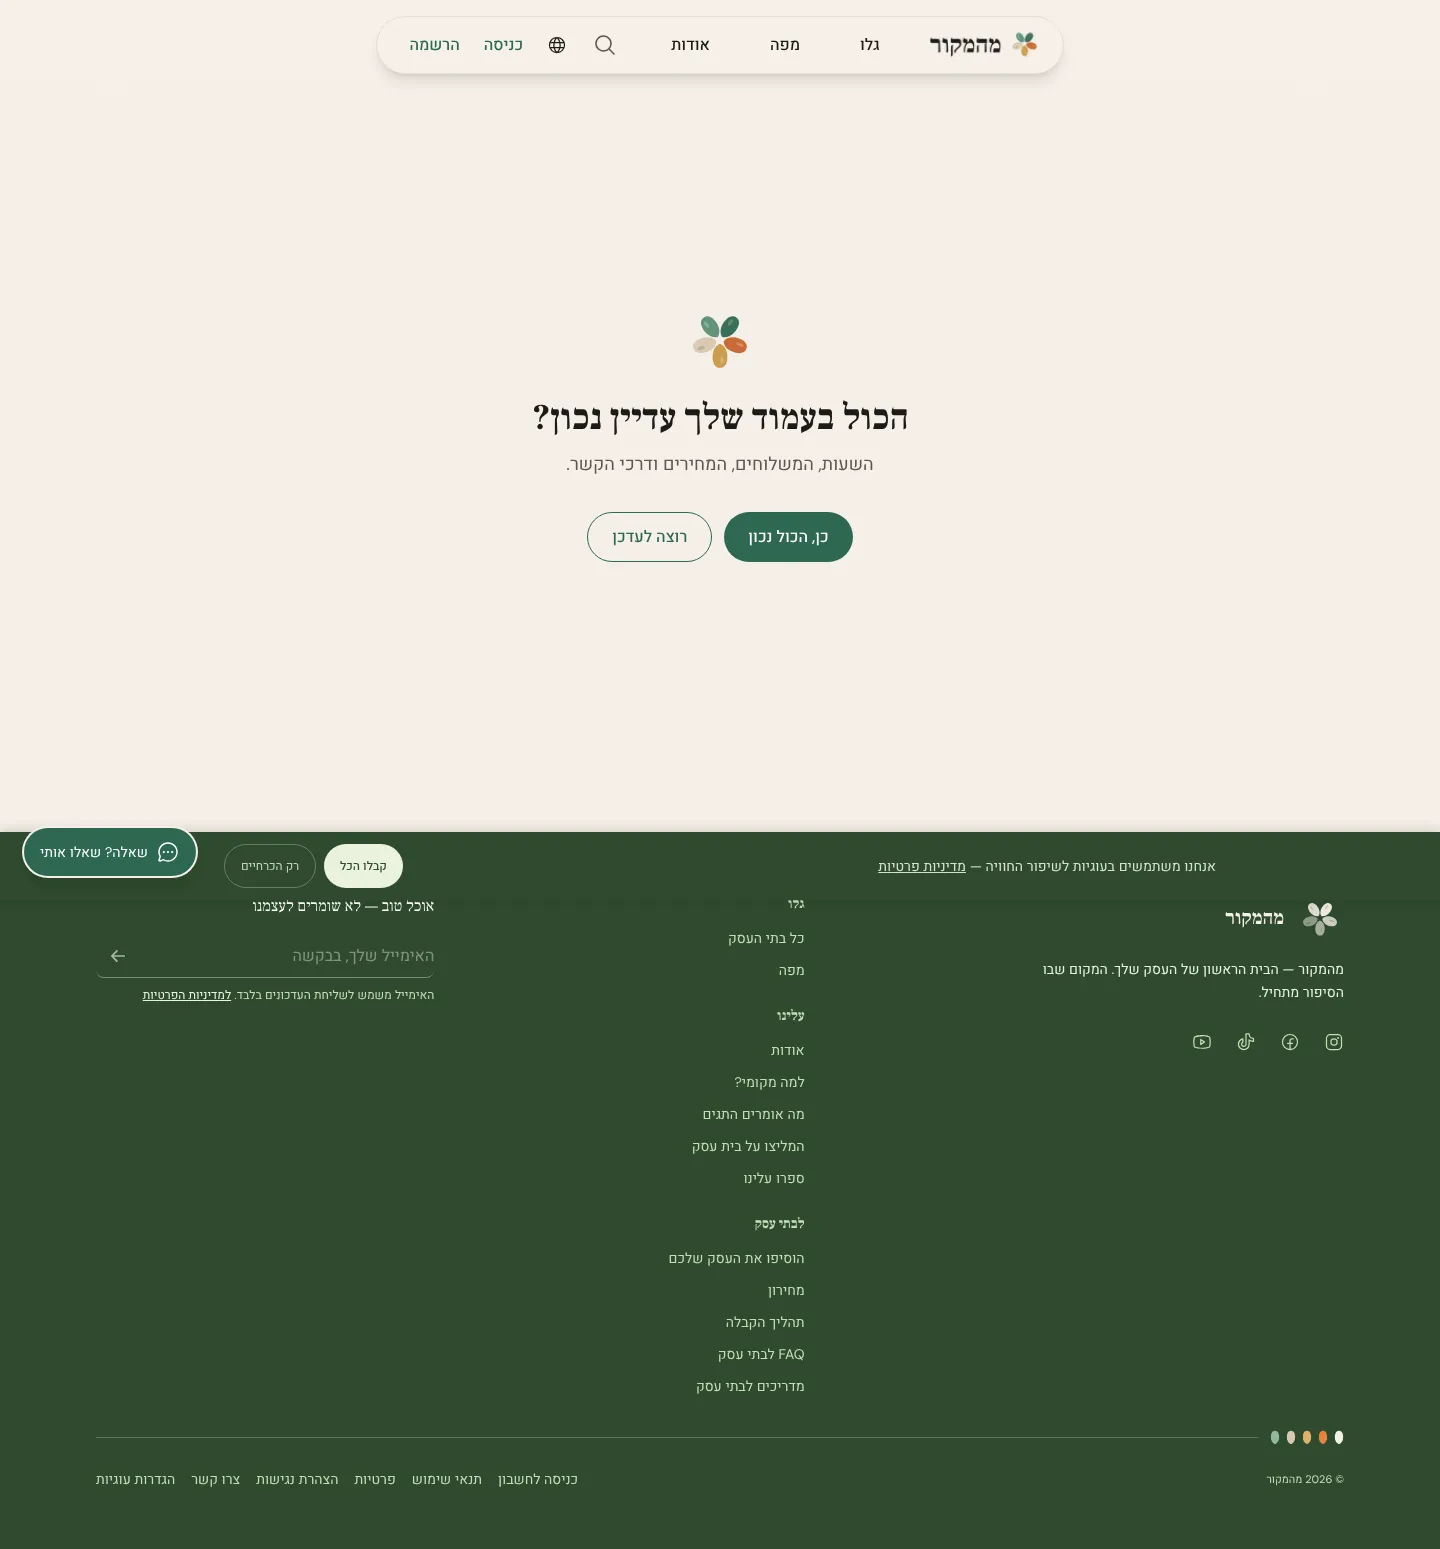 מהמקור
גלו
מפה
אודות
כניסה
הרשמה
הכול בעמוד שלך עדיין נכון?
השעות, המשלוחים, המחירים ודרכי הקשר.
כן, הכול נכון
רוצה לעדכן
אנחנו משתמשים בעוגיות לשיפור החוויה — מדיניות פרטיות
קבלו הכל
רק הכרחיים
שאלה? שאלו אותי
מהמקור
מהמקור — הבית הראשון של העסק שלך. המקום שבו
הסיפור מתחיל.
גלו
כל בתי העסק
מפה
עלינו
אודות
למה מקומי?
מה אומרים התגים
המליצו על בית עסק
ספרו עלינו
לבתי עסק
הוסיפו את העסק שלכם
מחירון
תהליך הקבלה
FAQ לבתי עסק
מדריכים לבתי עסק
אוכל טוב — לא שומרים לעצמנו
האימייל שלך, בבקשה
האימייל משמש לשליחת העדכונים בלבד. למדיניות הפרטיות
© 2026 מהמקור
כניסה לחשבון
תנאי שימוש
פרטיות
הצהרת נגישות
צרו קשר
הגדרות עוגיות